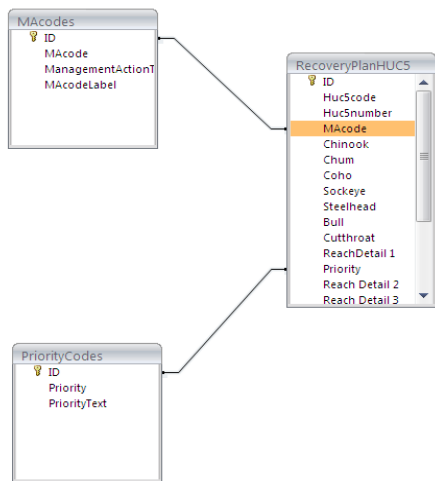 MAcodes
ID
MAcode
ManagementActionT
MAcodeLabel
RecoveryPlanHUC5
ID
Huc5code
Huc5number
MAcode
Chinook
Chum
Coho
Sockeye
Steelhead
Bull
Cutthroat
ReachDetail 1
Priority
Reach Detail 2
Reach Detail 3
PriorityCodes
ID
Priority
PriorityText